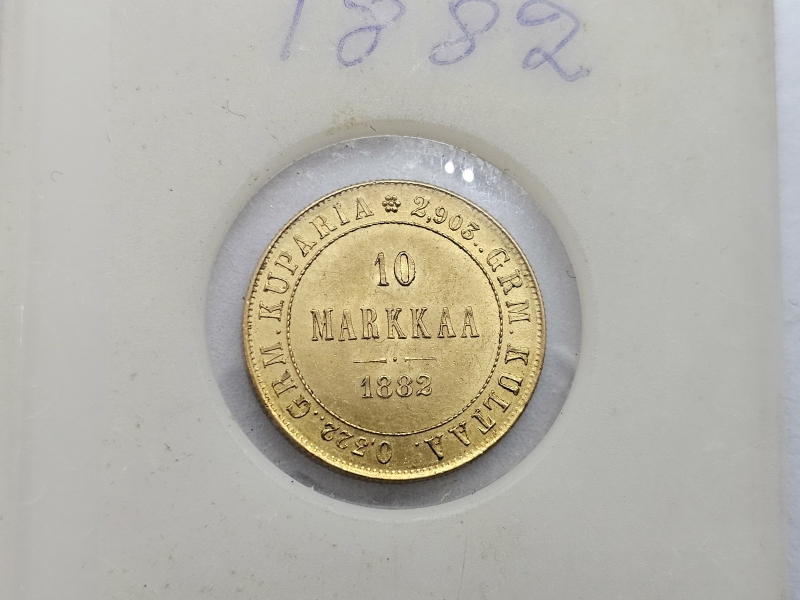 1882
2,903.. GRM KULTAA. 0,322.. GRM. KUPARIA
10
MARKKAA
1882